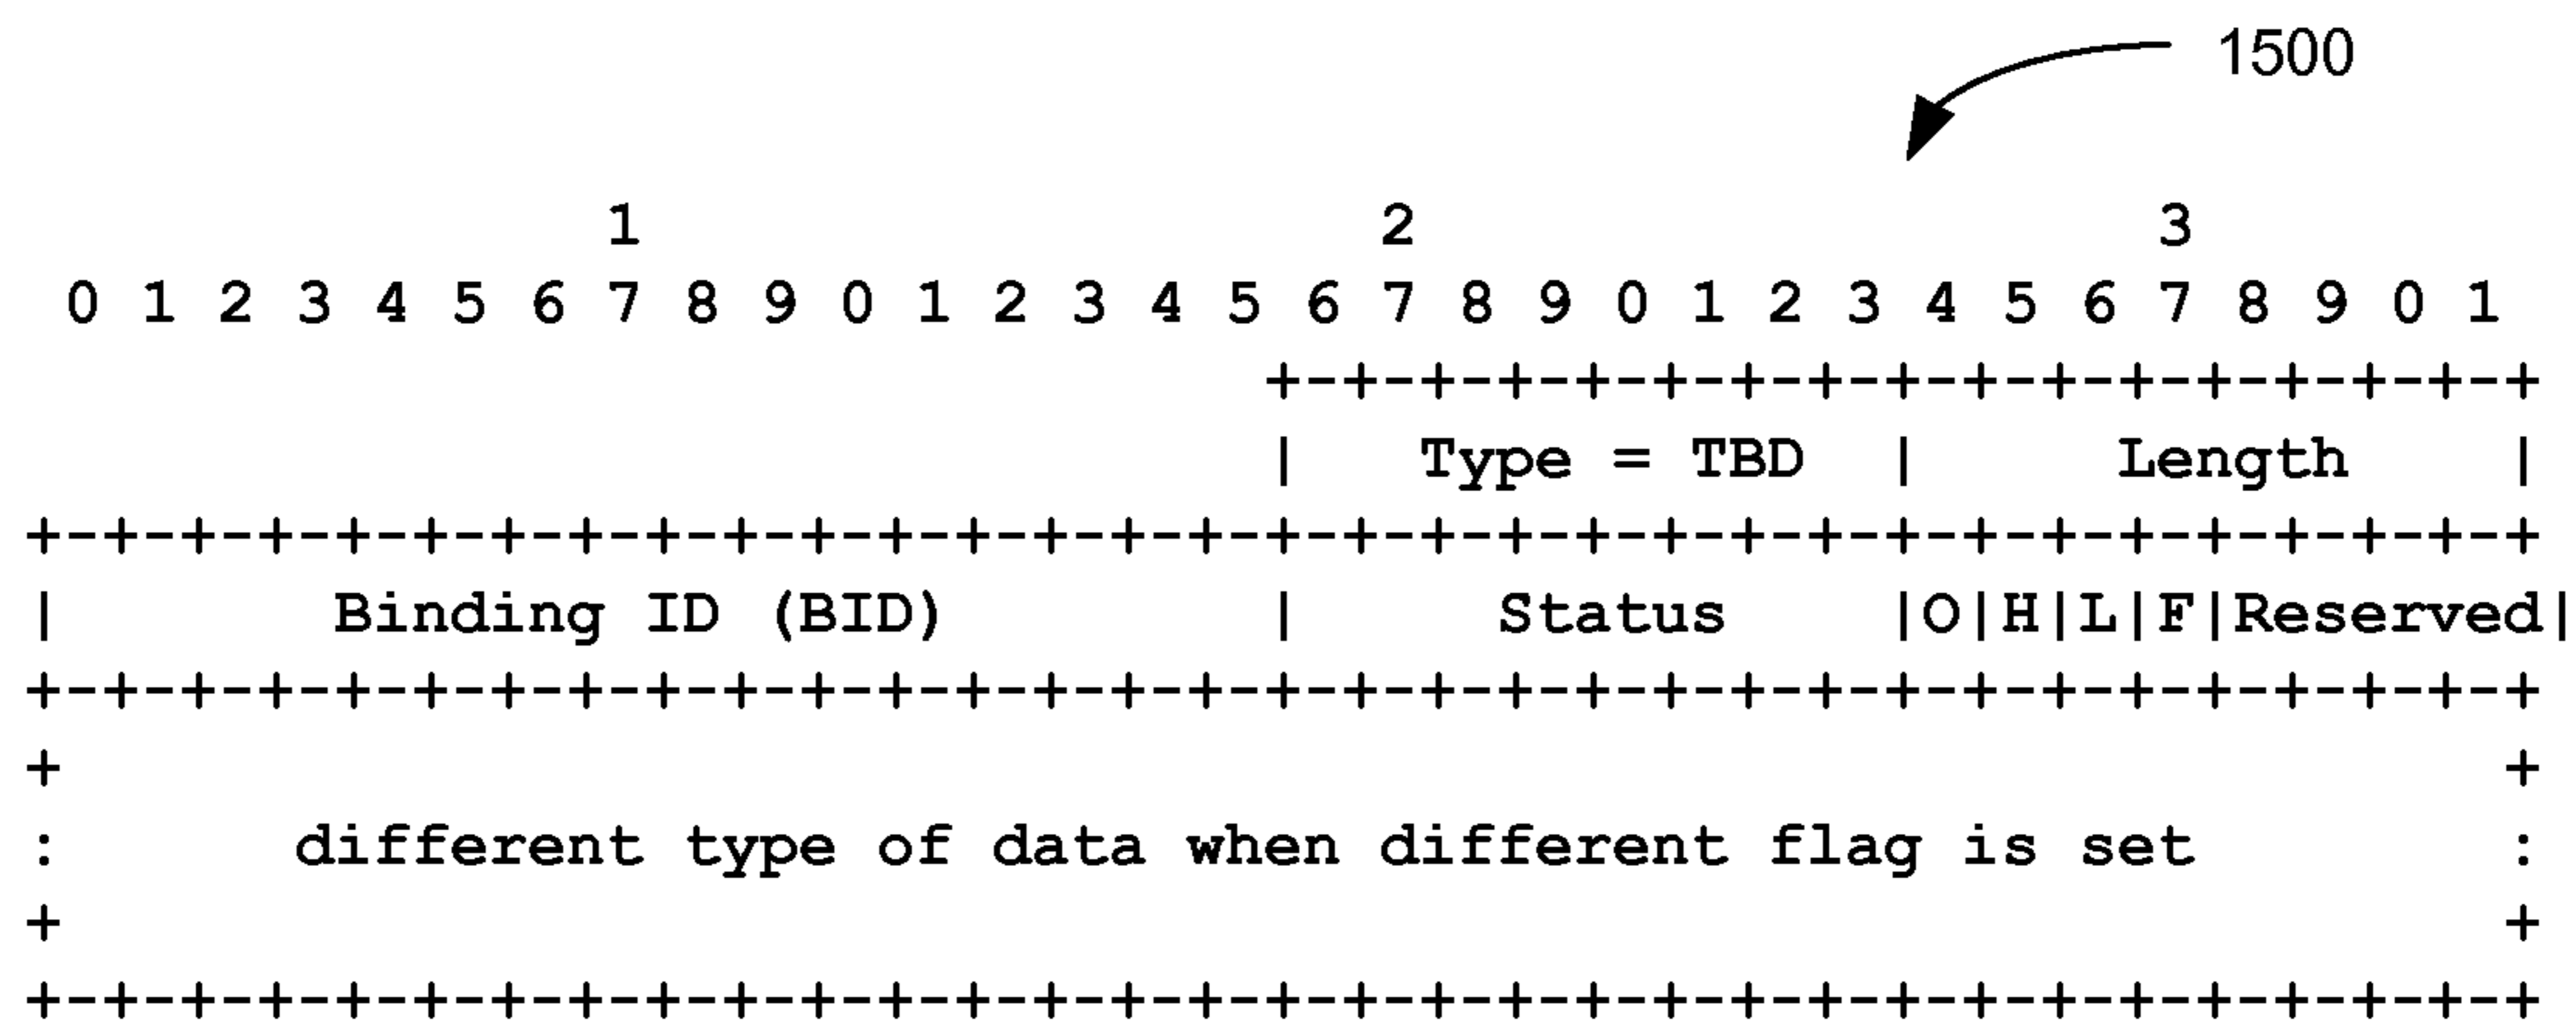 1500
                1                   2                   3
 0 1 2 3 4 5 6 7 8 9 0 1 2 3 4 5 6 7 8 9 0 1 2 3 4 5 6 7 8 9 0 1
                                +-+-+-+-+-+-+-+-+-+-+-+-+-+-+-+-+
                                |   Type = TBD  |     Length    |
+-+-+-+-+-+-+-+-+-+-+-+-+-+-+-+-+-+-+-+-+-+-+-+-+-+-+-+-+-+-+-+-+
|       Binding ID (BID)        |     Status    |O|H|L|F|Reserved|
+-+-+-+-+-+-+-+-+-+-+-+-+-+-+-+-+-+-+-+-+-+-+-+-+-+-+-+-+-+-+-+-+
+                                                               +
:      different type of data when different flag is set        :
+                                                               +
+-+-+-+-+-+-+-+-+-+-+-+-+-+-+-+-+-+-+-+-+-+-+-+-+-+-+-+-+-+-+-+-+